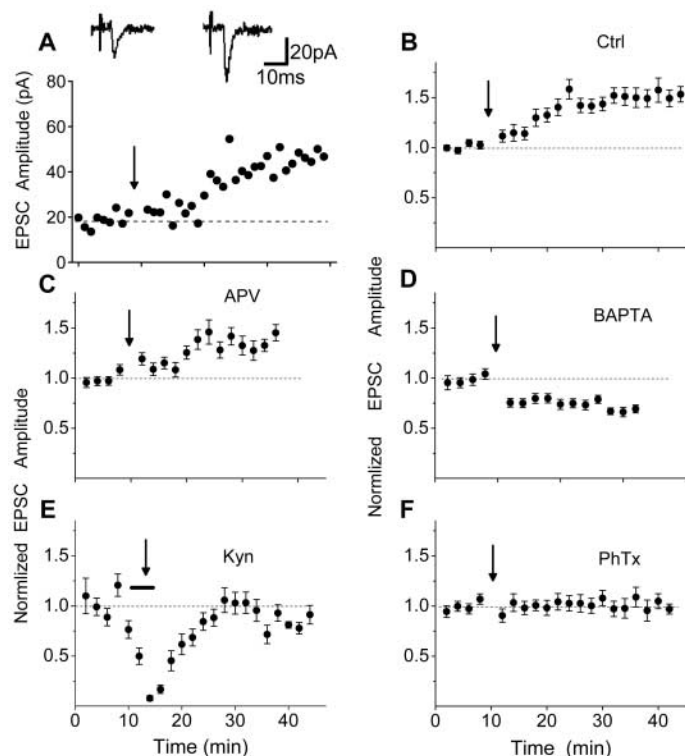 A
20pA
10ms
EPSC Amplitude (pA)
80
60
40
20
0
B
Ctrl
1.5
1.0
0.5
C
APV
1.5
1.0
0.5
D
BAPTA
1.5
1.0
0.5
E
Kyn
1.5
1.0
0.5
0 10 20 30 40
Time (min)
F
PhTx
1.5
1.0
0.5
0 10 20 30 40
Time (min)
Normlized EPSC Amplitude
Normlized EPSC Amplitude